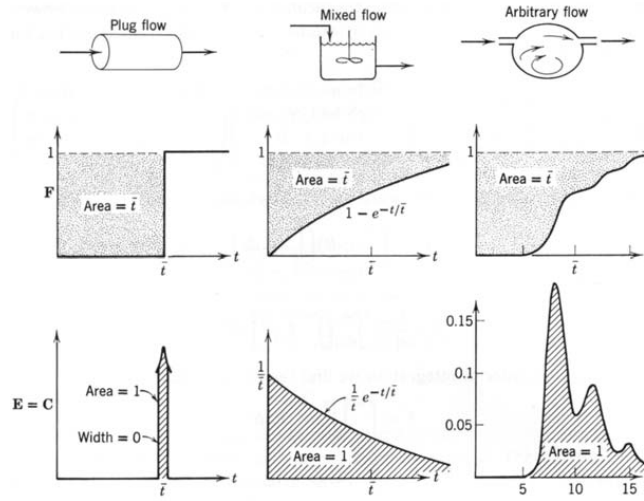 Plug flow
Mixed flow
Arbitrary flow
1
F
Area = t̄
t̄
t
1
Area = t̄
1 − e^{−t/t̄}
t̄
t
1
Area = t̄
t̄
t
E = C
Area = 1
Width = 0
t̄
t
1/t̄
1/t̄ e^{−t/t̄}
Area = 1
t̄
t
0.15
0.1
0.05
Area = 1
5
10
15